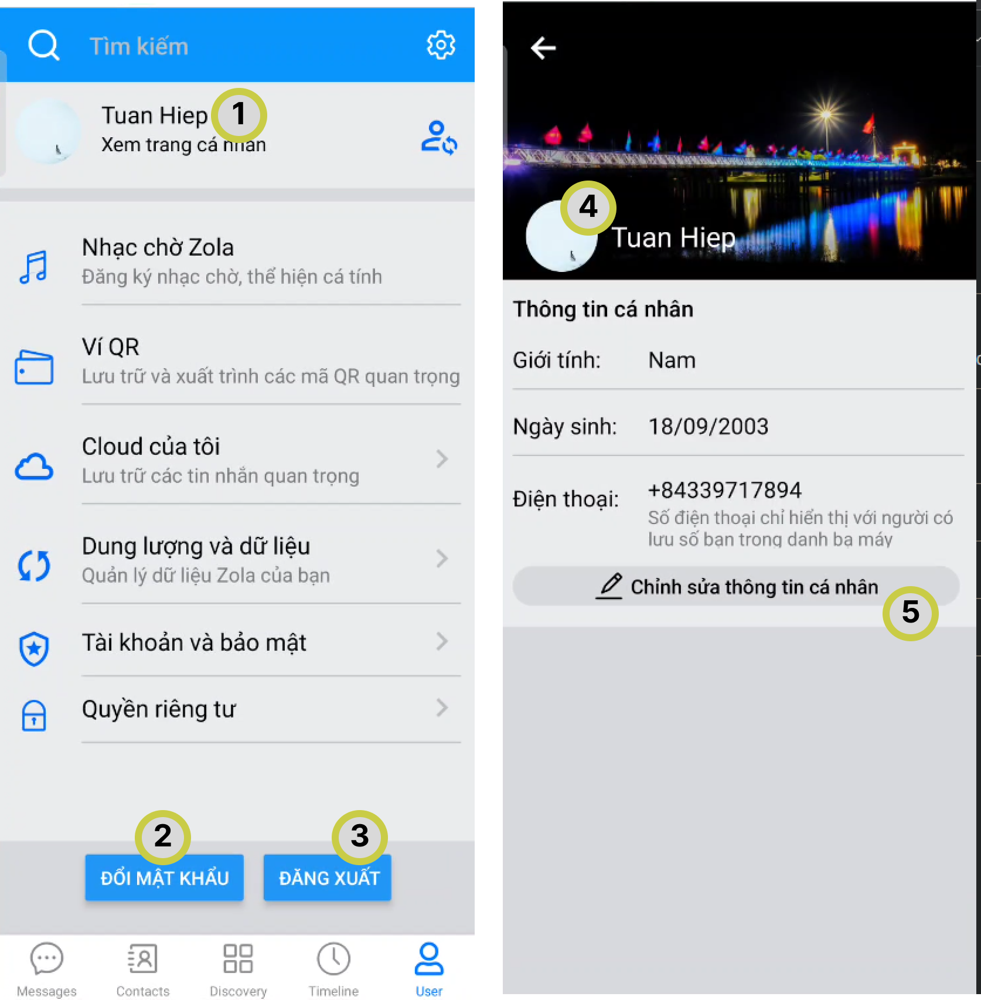 Tìm kiếm
Tuan Hiep
1
Xem trang cá nhân
Nhạc chờ Zola
Đăng ký nhạc chờ, thể hiện cá tính
Ví QR
Lưu trữ và xuất trình các mã QR quan trọng
Cloud của tôi
Lưu trữ các tin nhắn quan trọng
Dung lượng và dữ liệu
Quản lý dữ liệu Zola của bạn
Tài khoản và bảo mật
Quyền riêng tư
2
3
ĐỔI MẬT KHẨU
ĐĂNG XUẤT
Messages
Contacts
Discovery
Timeline
User
4
Tuan Hiep
Thông tin cá nhân
Giới tính: Nam
Ngày sinh: 18/09/2003
Điện thoại: +84339717894
Số điện thoại chỉ hiển thị với người có
lưu số bạn trong danh bạ máy
Chỉnh sửa thông tin cá nhân
5